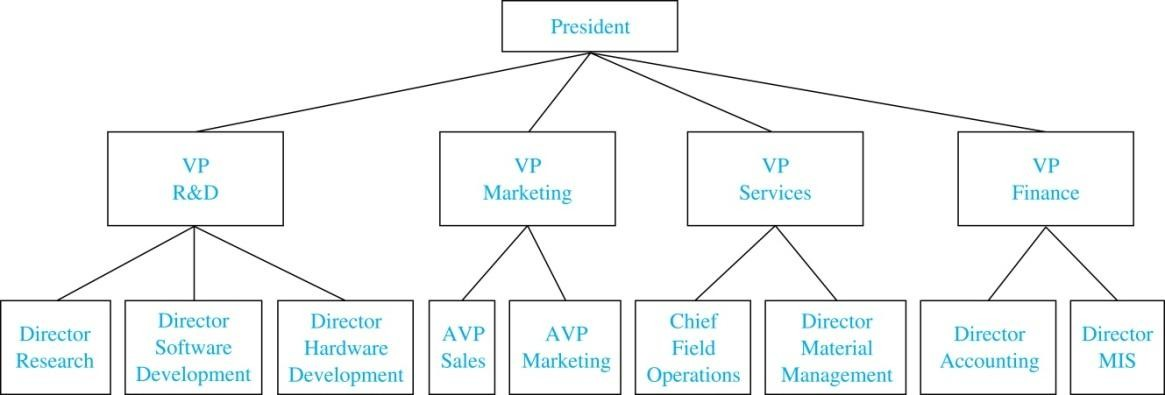 President
VP
R&D
VP
Marketing
VP
Services
VP
Finance
Director
Research
Director
Software
Development
Director
Hardware
Development
AVP
Sales
AVP
Marketing
Chief
Field
Operations
Director
Material
Management
Director
Accounting
Director
MIS